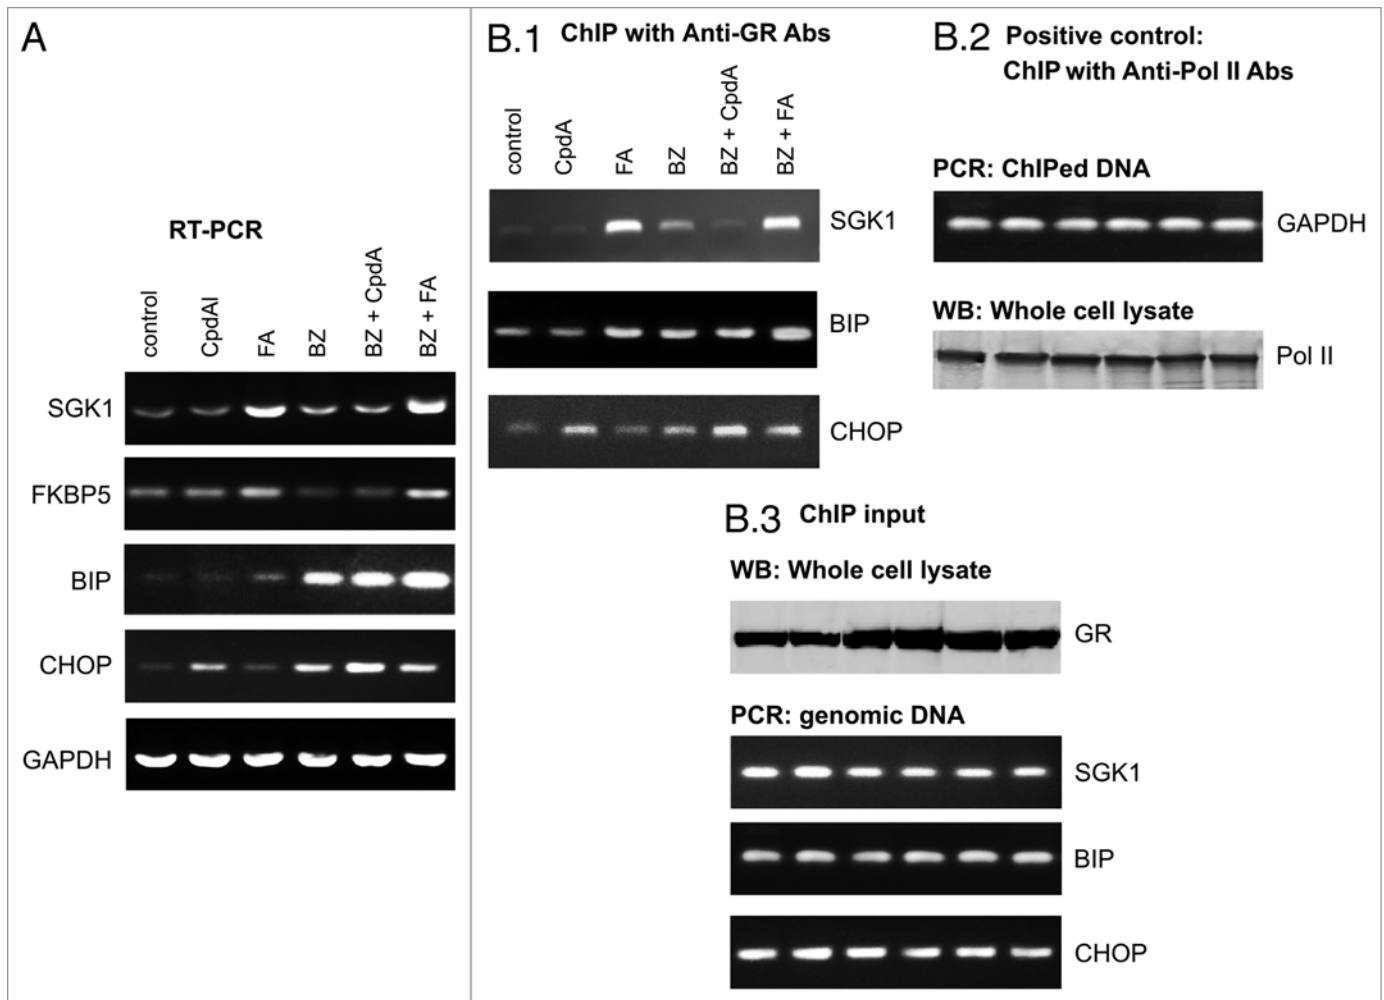 A
RT-PCR
control
CpdAI
FA
BZ
BZ + CpdA
BZ + FA
SGK1
FKBP5
BIP
CHOP
GAPDH
B.1 ChIP with Anti-GR Abs
control
CpdA
FA
BZ
BZ + CpdA
BZ + FA
SGK1
BIP
CHOP
B.2 Positive control:
ChIP with Anti-Pol II Abs
PCR: ChIPed DNA
GAPDH
WB: Whole cell lysate
Pol II
B.3 ChIP input
WB: Whole cell lysate
GR
PCR: genomic DNA
SGK1
BIP
CHOP